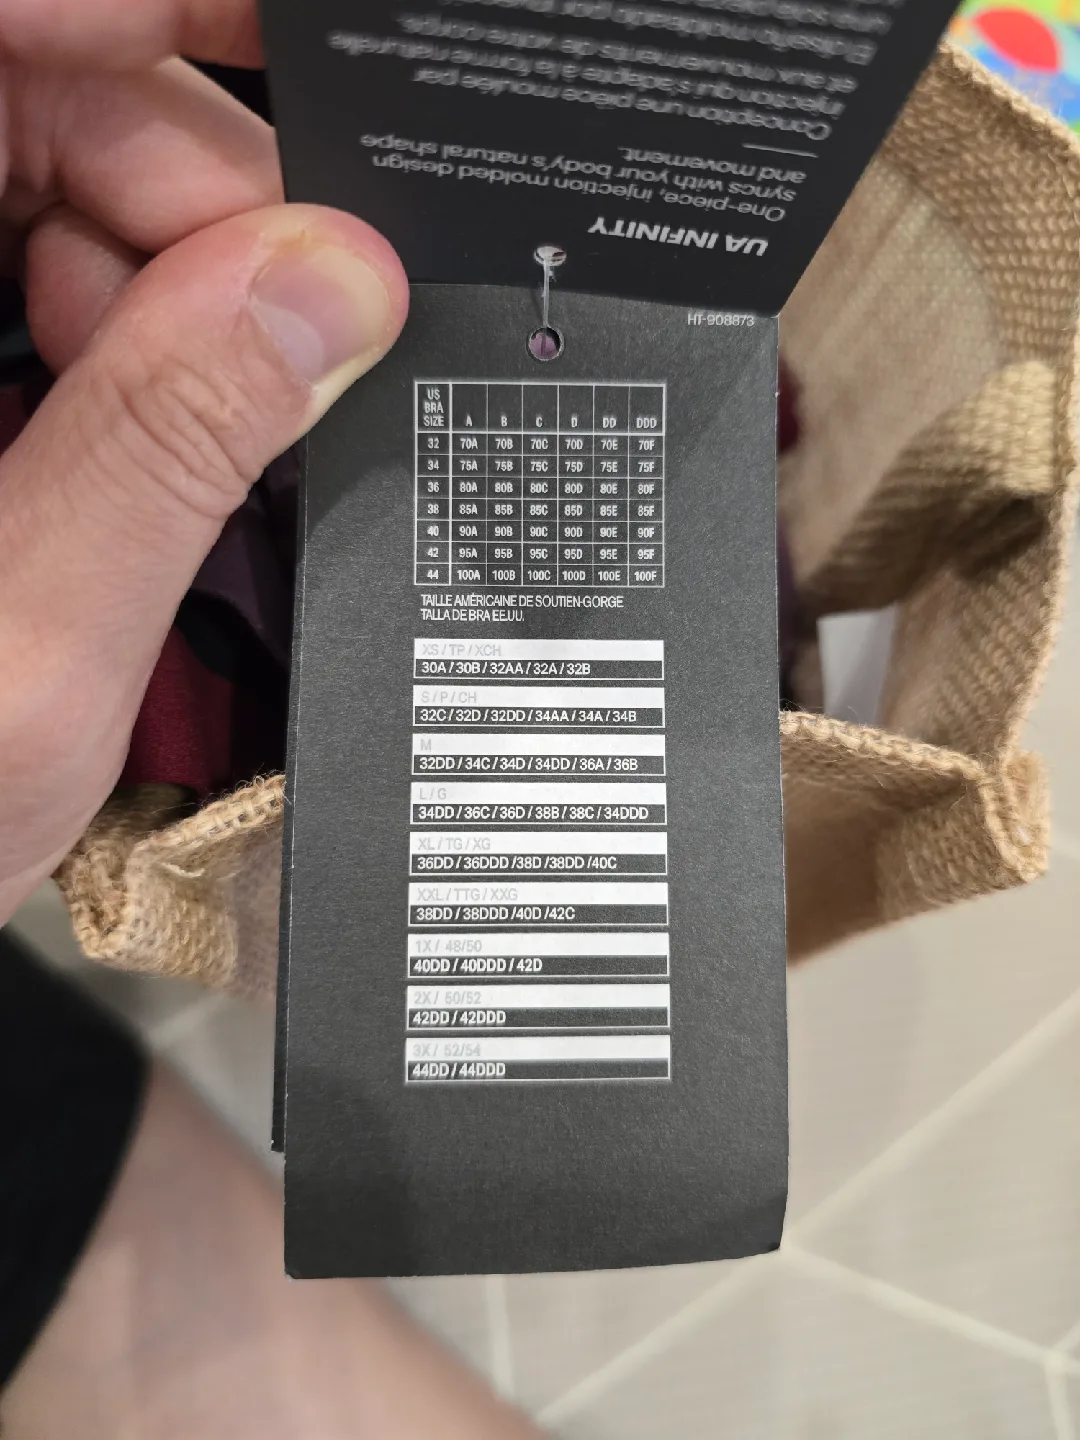 UA INFINITY
One-piece, injection molded design
syncs with your body's natural shape
and movement.
Conception une pièce moulée par
injection qui s'adapte à la forme naturelle
et aux mouvements de votre corps.
El diseño moldeado por
une
HT-908873
US BRA SIZE A B C D DD DDD
32 70A 70B 70C 70D 70E 70F
34 75A 75B 75C 75D 75E 75F
36 80A 80B 80C 80D 80E 80F
38 85A 85B 85C 85D 85E 85F
40 90A 90B 90C 90D 90E 90F
42 95A 95B 95C 95D 95E 95F
44 100A 100B 100C 100D 100E 100F
TAILLE AMÉRICAINE DE SOUTIEN-GORGE
TALLA DE BRA EE.UU.
XS / TP / XCH
30A / 30B / 32AA / 32A / 32B
S / P / CH
32C / 32D / 32DD / 34AA / 34A / 34B
M
32DD / 34C / 34D / 34DD / 36A / 36B
L / G
34DD / 36C / 36D / 38B / 38C / 34DDD
XL / TG / XG
36DD / 36DDD /38D /38DD /40C
XXL / TTG / XXG
38DD / 38DDD /40D /42C
1X / 48/50
40DD / 40DDD / 42D
2X / 50/52
42DD / 42DDD
3X / 52/54
44DD / 44DDD